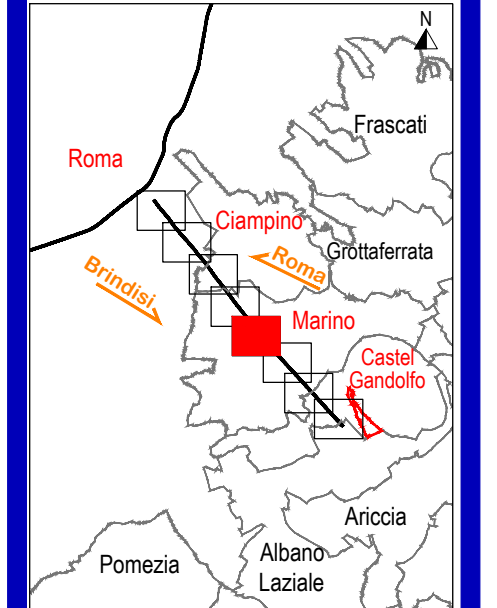 N
Frascati
Roma
Ciampino
Grottaferrata
Roma
Brindisi
Marino
Castel
Gandolfo
Ariccia
Albano
Laziale
Pomezia